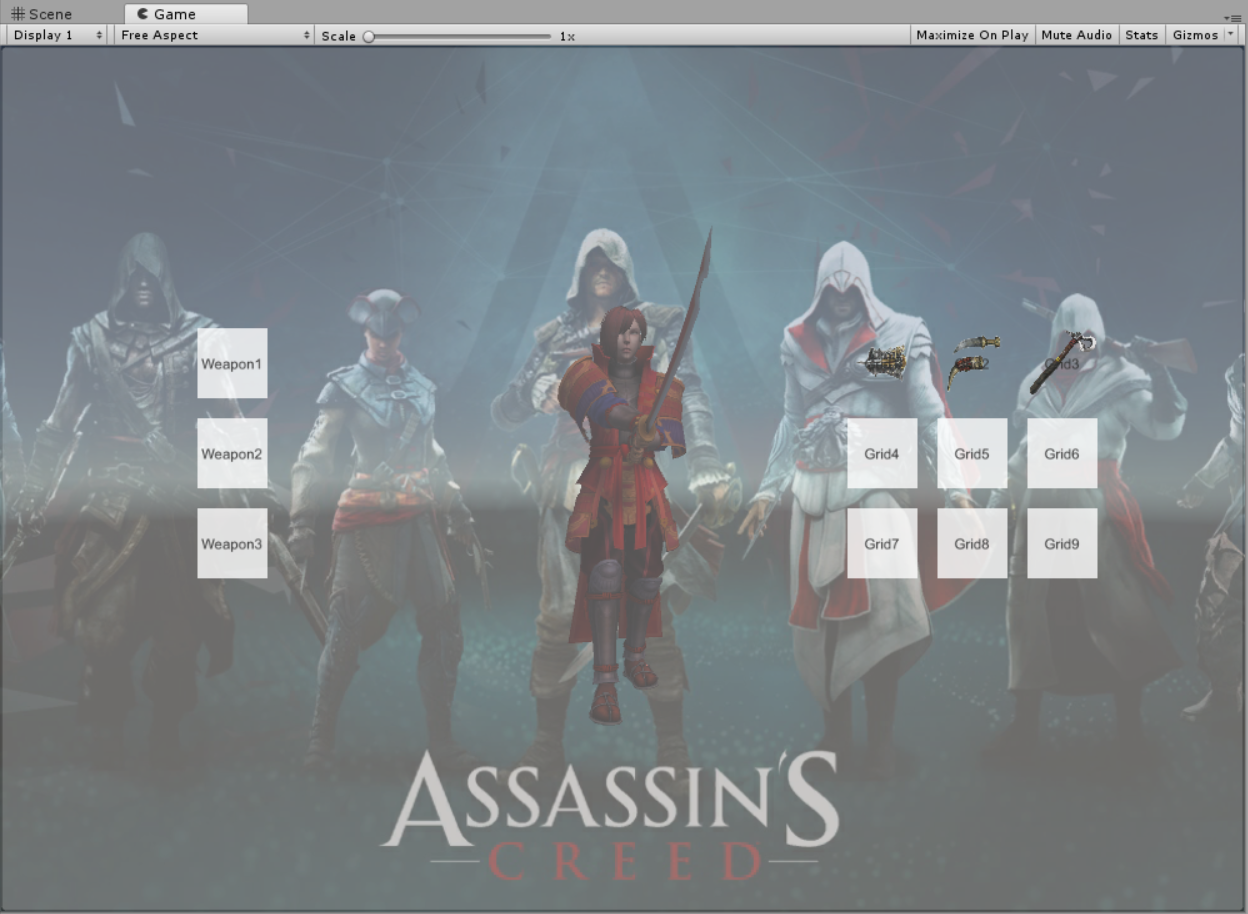 Scene
Game
Display 1
Free Aspect
Scale
1x
Maximize On Play
Mute Audio
Stats
Gizmos
Weapon1
Grid3
Weapon2
Grid4
Grid5
Grid6
Weapon3
Grid7
Grid8
Grid9
ASSASSIN'S
CREED